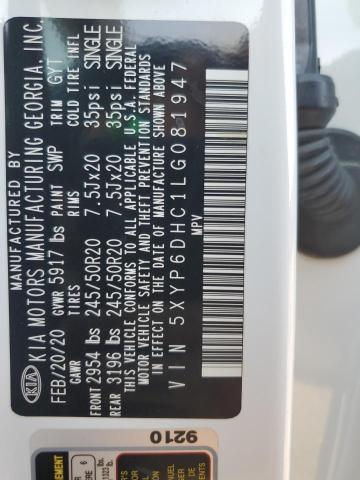 MANUFACTURED BY
KIA MOTORS MANUFACTURING GEORGIA, INC.
KIA
FEB/20/20 GVWR 5917 lbs PAINT SWP TRIM GYT
GAWR TIRES RIMS COLD TIRE INFL
FRONT 2954 lbs 245/50R20 7.5Jx20 35psi SINGLE
REAR 3196 lbs 245/50R20 7.5Jx20 35psi SINGLE
THIS VEHICLE CONFORMS TO ALL APPLICABLE U.S.A. FEDERAL
MOTOR VEHICLE SAFETY AND THEFT PREVENTION STANDARDS
IN EFFECT ON THE DATE OF MANUFACTURE SHOWN ABOVE.
VIN 5XYP6DHC1LG081947
MPV
9210